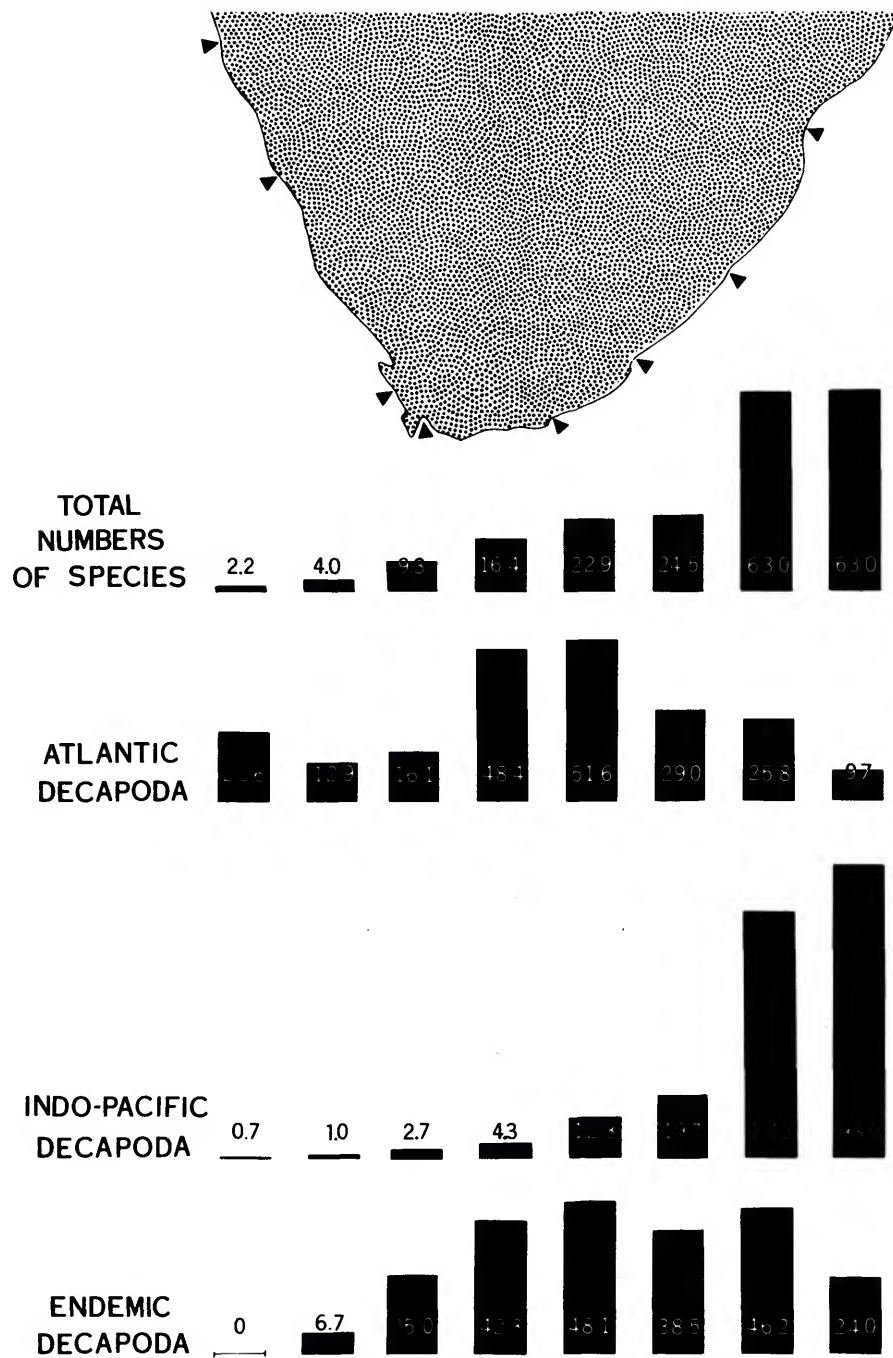 TOTAL
NUMBERS
OF SPECIES
2.2 4.0 9.3 16.4 22.9 24.5 63.0 63.0
ATLANTIC
DECAPODA
12.9 16.1 48.4 51.6 29.0 25.8 9.7
INDO-PACIFIC
DECAPODA
0.7 1.0 2.7 4.3
ENDEMIC
DECAPODA
0 6.7 48.1 38.5 46.2 24.0